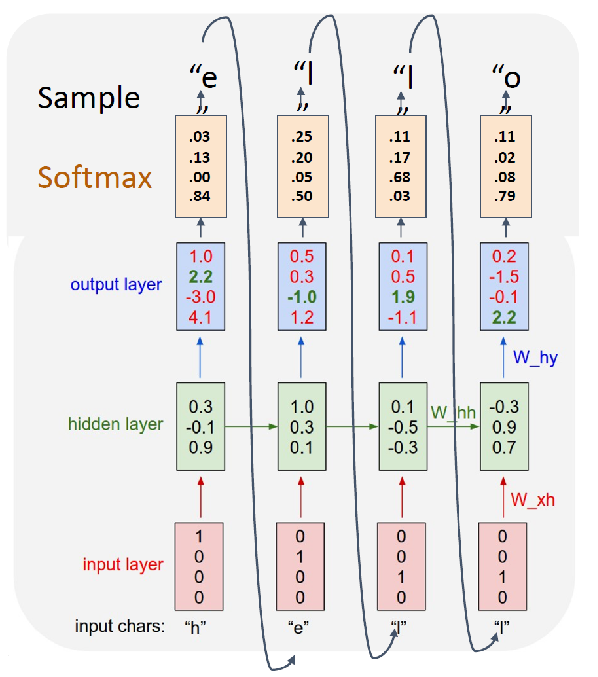 “e” “l” “l” “o”
Sample
.03 .25 .11 .11
.13 .20 .17 .02
Softmax .00 .05 .68 .08
.84 .50 .03 .79
1.0 0.5 0.1 0.2
output layer 2.2 0.3 0.5 -1.5
-3.0 -1.0 1.9 -0.1
4.1 1.2 -1.1 2.2
W_hy
0.3 1.0 0.1 W_hh -0.3
hidden layer -0.1 0.3 -0.5 0.9
0.9 0.1 -0.3 0.7
W_xh
1 0 0 0
input layer 0 1 0 0
0 0 1 1
0 0 0 0
input chars: “h” “e” “l” “l”